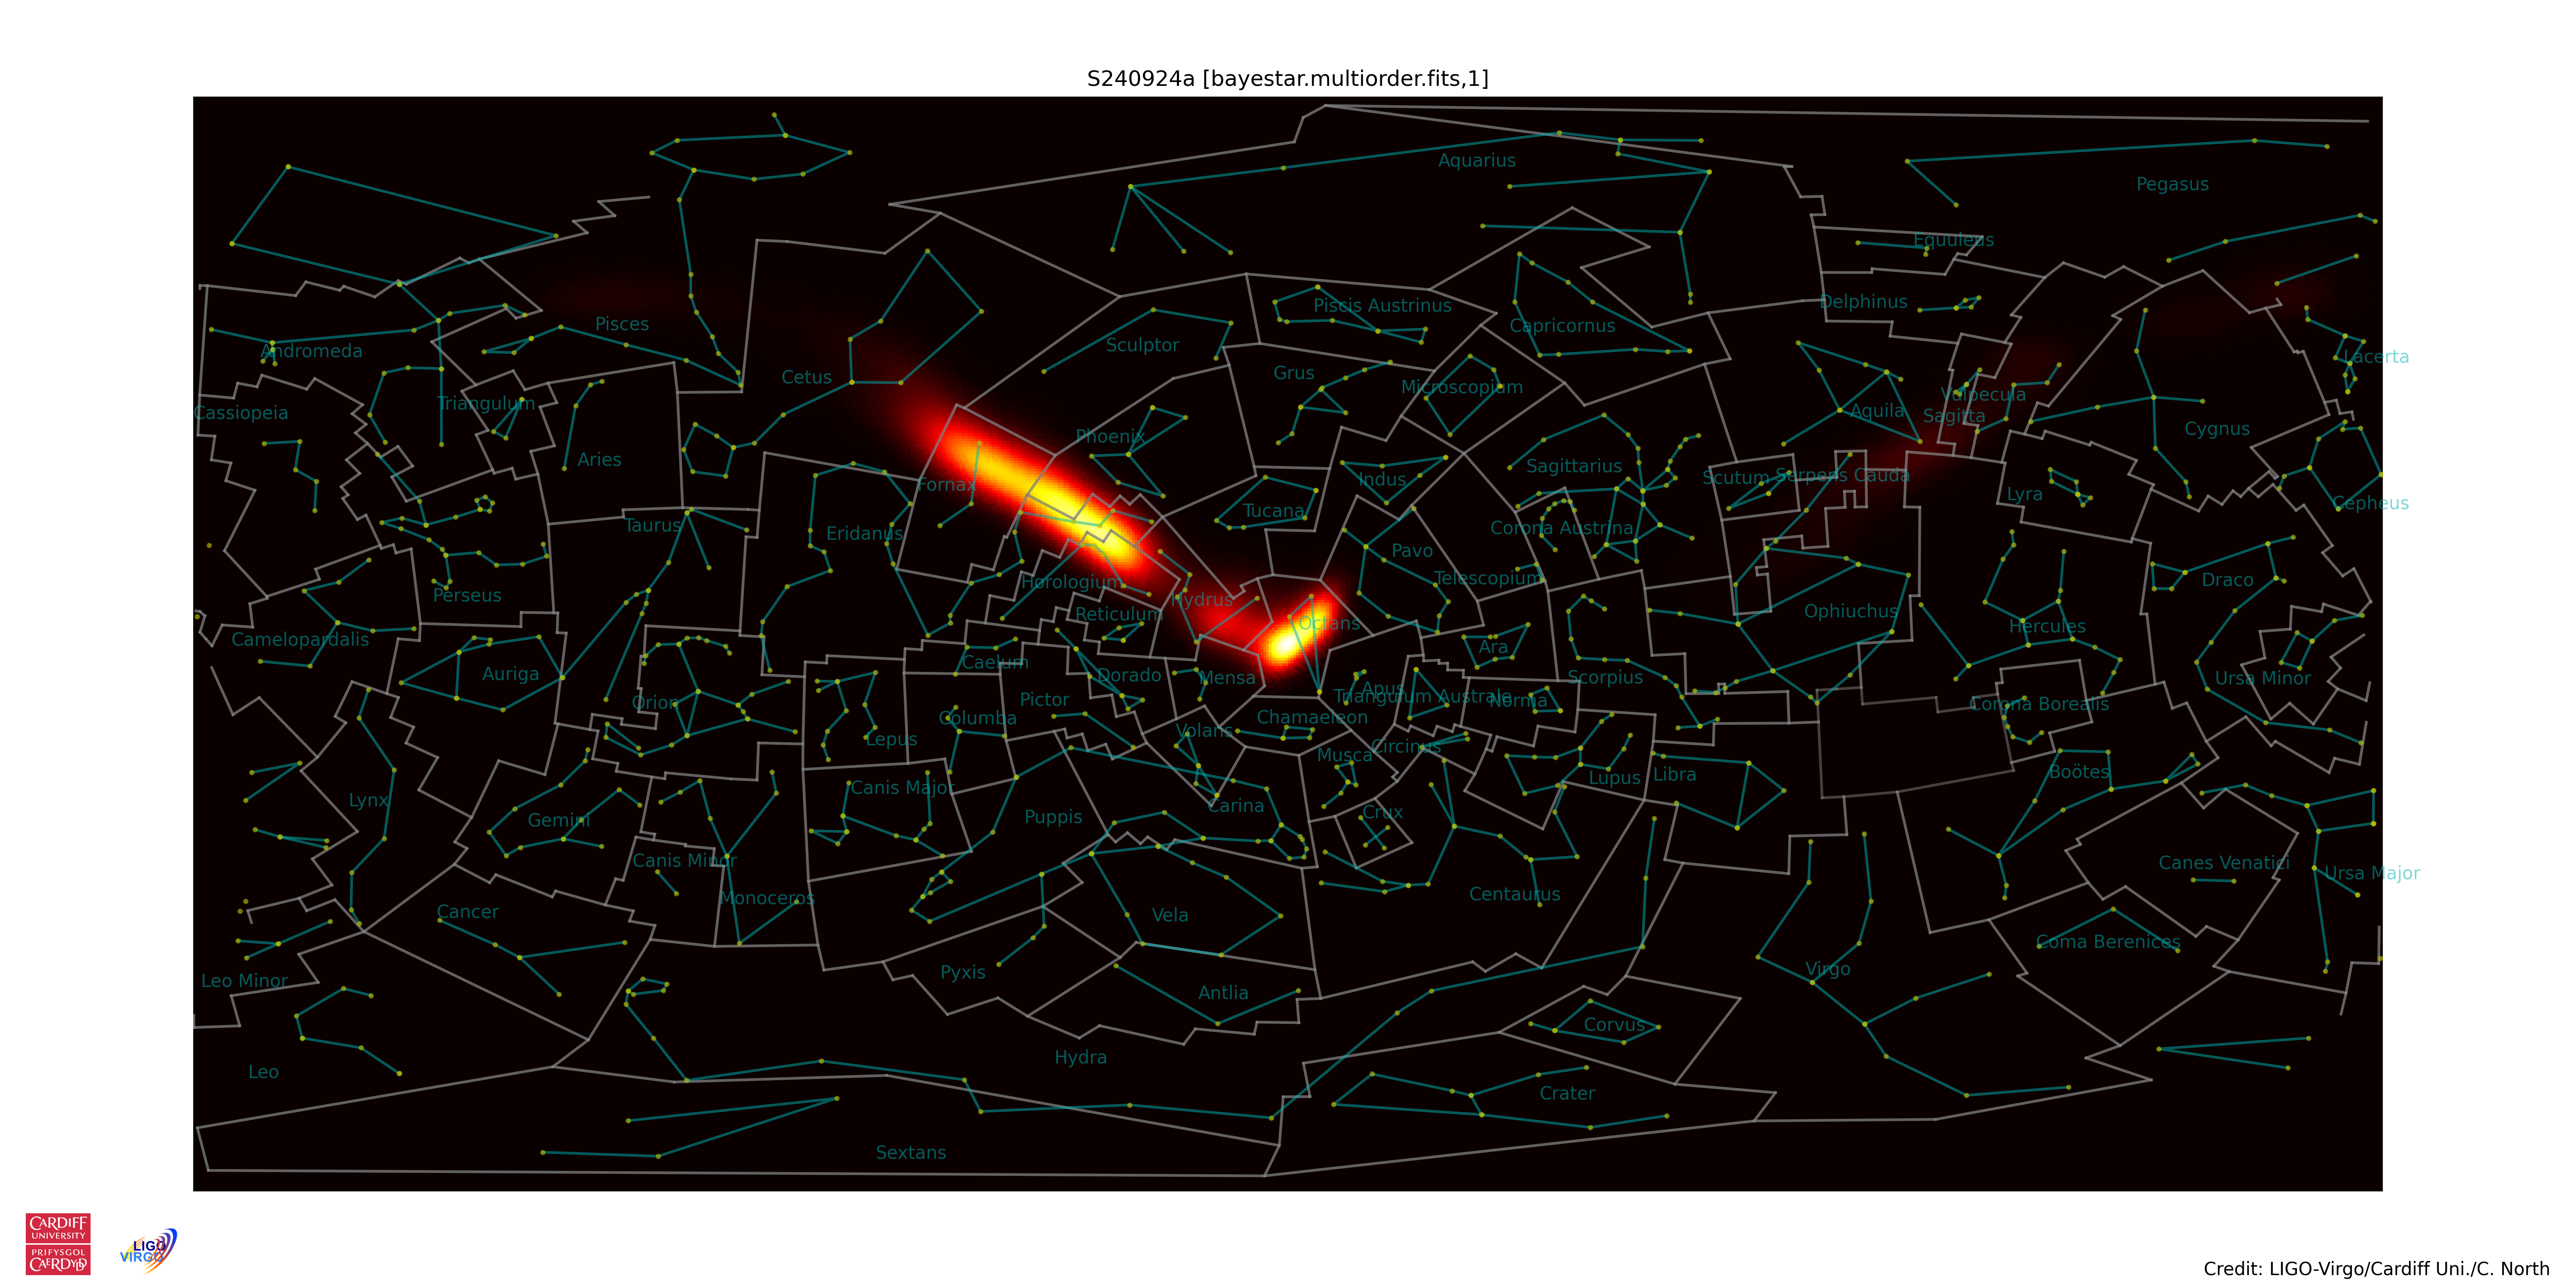 S240924a [bayestar.multiorder.fits,1]
Aquarius
Pegasus
Equuleus
Delphinus
Piscis Austrinus
Capricornus
Pisces
Sculptor
Andromeda
Lacerta
Cetus
Grus
Microscopium
Vulpecula
Triangulum
Cassiopeia
Aquila
Sagitta
Cygnus
Phoenix
Aries
Sagittarius
Scutum
Serpens Cauda
Fornax
Indus
Lyra
Cepheus
Tucana
Taurus
Eridanus
Corona Austrina
Pavo
Telescopium
Horologium
Draco
Perseus
Hydrus
Reticulum
Octans
Ophiuchus
Hercules
Camelopardalis
Auriga
Caelum
Dorado
Mensa
Ara
Scorpius
Ursa Minor
Orion
Pictor
Apus
Triangulum Australe
Norma
Corona Borealis
Columba
Chamaeleon
Lepus
Volans
Musca
Circinus
Lupus
Libra
Boötes
Lynx
Canis Major
Carina
Gemini
Puppis
Crux
Canis Minor
Canes Venatici
Ursa Major
Monoceros
Centaurus
Cancer
Vela
Coma Berenices
Leo Minor
Pyxis
Antlia
Virgo
Corvus
Hydra
Leo
Crater
Sextans
CARDIFF
UNIVERSITY
PRIFYSGOL
CAERDYDD
LIGO
VIRGO
Credit: LIGO-Virgo/Cardiff Uni./C. North